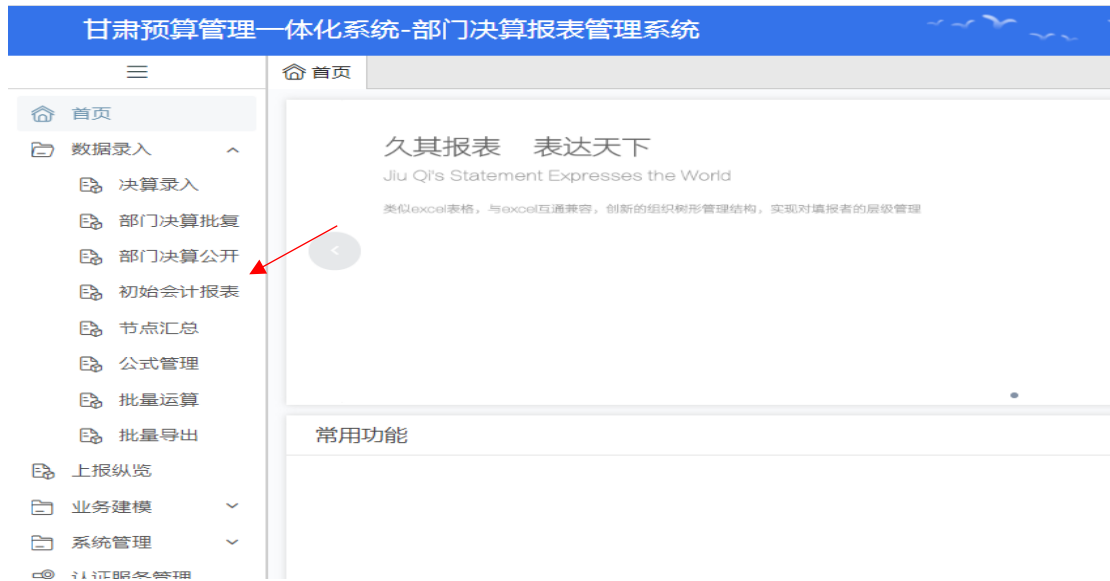 甘肃预算管理一体化系统-部门决算报表管理系统
首页
首页
数据录入
决算录入
部门决算批复
部门决算公开
初始会计报表
节点汇总
公式管理
批量运算
批量导出
上报纵览
业务建模
系统管理
认证服务管理
久其报表 表达天下
Jiu Qi's Statement Expresses the World
类似excel表格，与excel互通兼容，创新的组织树形管理结构，实现对填报者的层级管理
常用功能